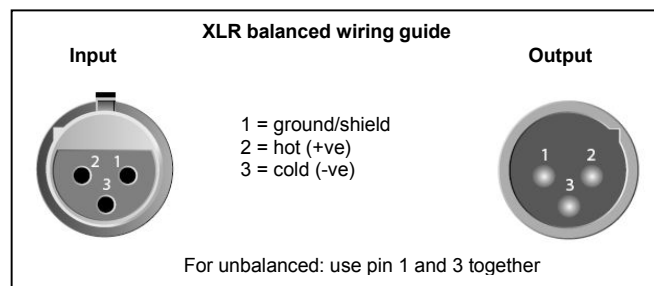 XLR balanced wiring guide
Input
Output
1 = ground/shield
2 = hot (+ve)
3 = cold (-ve)
2 1
3
1 2
3
For unbalanced: use pin 1 and 3 together